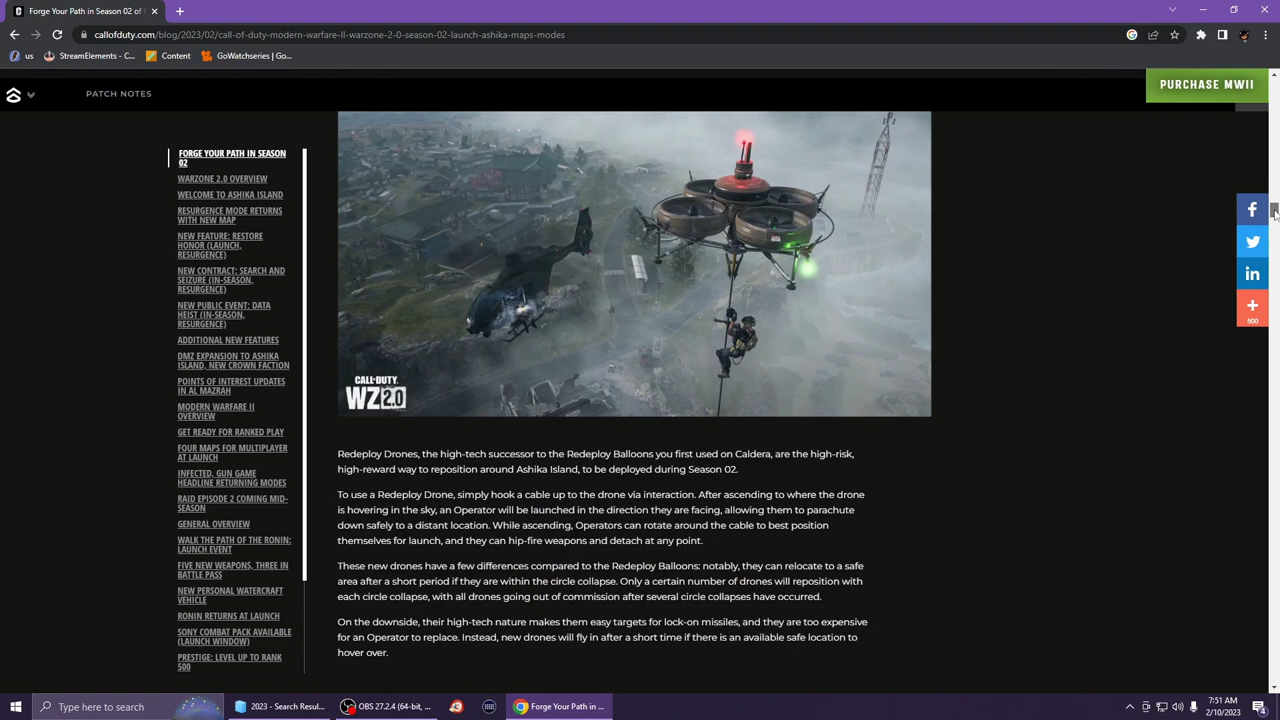 Forge Your Path in Season 02
callofduty.com/blog/2023/02/call-of-duty-modern-warfare-II-warzone-2-0-season-02-launch-ashika-maps-modes
us
StreamElements - C...
Content
GoWatchseries | Go...
PATCH NOTES
PURCHASE MWII
FORGE YOUR PATH IN SEASON
02
WARZONE 2.0 OVERVIEW
WELCOME TO ASHIKA ISLAND
RESURGENCE MODE RETURNS
WITH NEW MAP
NEW FEATURE: RESTORE
HONOR (LAUNCH,
RESURGENCE)
NEW CONTRACT: SEARCH AND
SEIZURE (IN-SEASON,
RESURGENCE)
NEW PUBLIC EVENT: DATA
HEIST (IN-SEASON,
RESURGENCE)
ADDITIONAL NEW FEATURES
DMZ EXPANSION TO ASHIKA
ISLAND, NEW CROWN FACTION
POINTS OF INTEREST UPDATES
IN AL MAZRAH
MODERN WARFARE II
OVERVIEW
GET READY FOR RANKED PLAY
FOUR MAPS FOR MULTIPLAYER
AT LAUNCH
INFECTED, GUN GAME
HEADLINE RETURNING MODES
RAID EPISODE 2 COMING MID-
SEASON
GENERAL OVERVIEW
WALK THE PATH OF THE RONIN:
LAUNCH EVENT
FIVE NEW WEAPONS, THREE IN
BATTLE PASS
NEW PERSONAL WATERCRAFT
VEHICLE
RONIN RETURNS AT LAUNCH
SONY COMBAT PACK AVAILABLE
(LAUNCH WINDOW)
PRESTIGE: LEVEL UP TO RANK
500
CALL OF DUTY
WZ 2.0
Redeploy Drones, the high-tech successor to the Redeploy Balloons you first used on Caldera, are the high-risk,
high-reward way to reposition around Ashika Island, to be deployed during Season 02.
To use a Redeploy Drone, simply hook a cable up to the drone via interaction. After ascending to where the drone
is hovering in the sky, an Operator will be launched in the direction they are facing, allowing them to parachute
down safely to a distant location. While ascending, Operators can rotate around the cable to best position
themselves for launch, and they can hip-fire weapons and detach at any point.
These new drones have a few differences compared to the Redeploy Balloons: notably, they can relocate to a safe
area after a short period if they are within the circle collapse. Only a certain number of drones will reposition with
each circle collapse, with all drones going out of commission after several circle collapses have occurred.
On the downside, their high-tech nature makes them easy targets for lock-on missiles, and they are too expensive
for an Operator to replace. Instead, new drones will fly in after a short time if there is an available safe location to
hover over.
f
in
+
500
Type here to search
2023 - Search Resul...
OBS 27.2.4 (64-bit, ...
Forge Your Path in ...
7:51 AM
2/10/2023
4